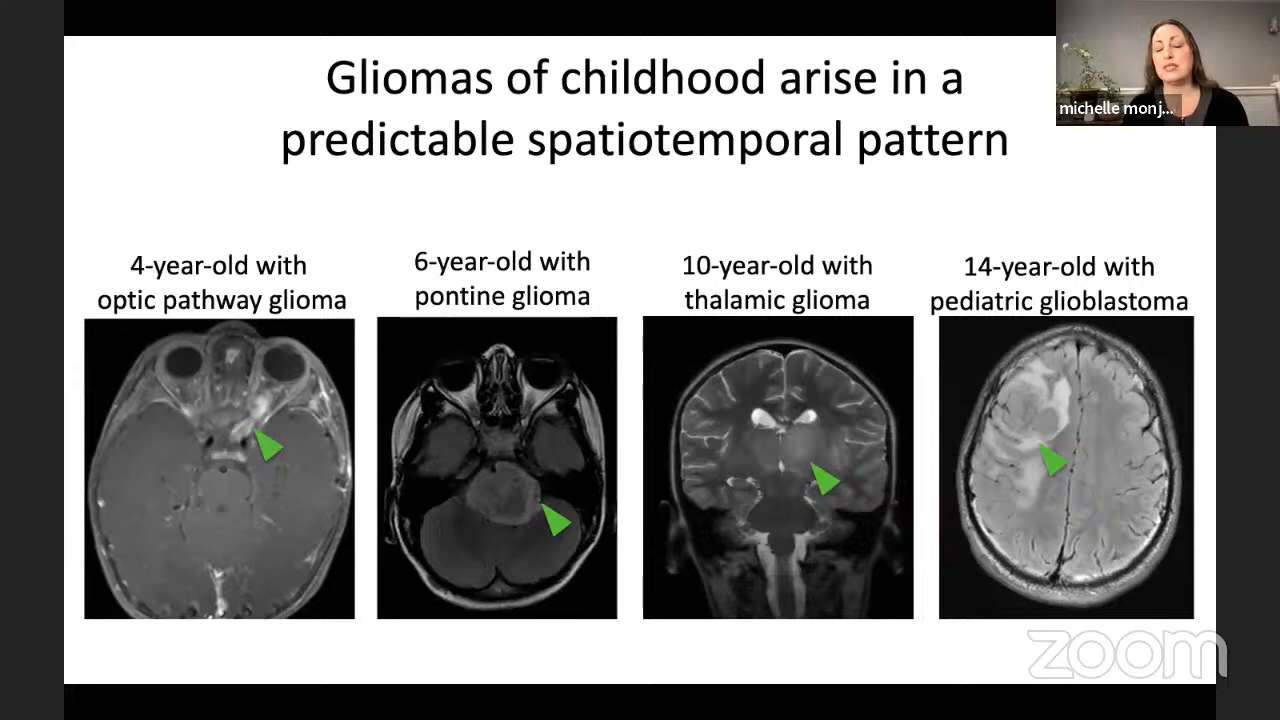 Gliomas of childhood arise in a
predictable spatiotemporal pattern
michelle monj...
4-year-old with
optic pathway glioma
6-year-old with
pontine glioma
10-year-old with
thalamic glioma
14-year-old with
pediatric glioblastoma
zoom